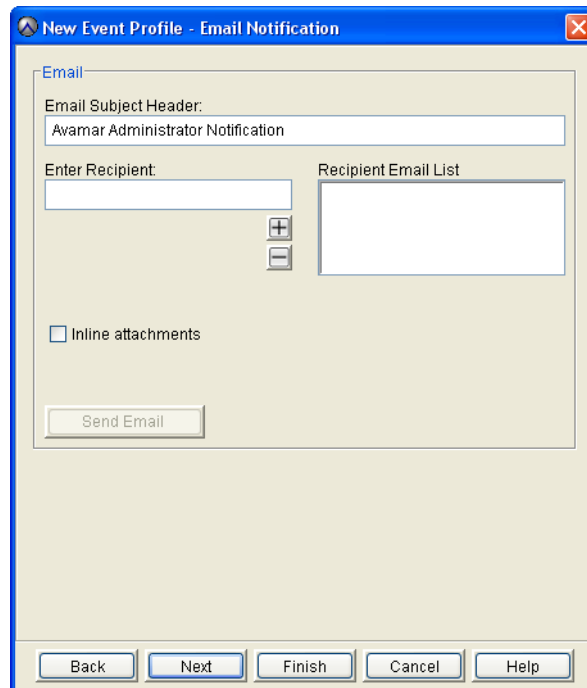 New Event Profile - Email Notification
Email
Email Subject Header:
Avamar Administrator Notification
Enter Recipient:
Recipient Email List
Inline attachments
Send Email
Back
Next
Finish
Cancel
Help